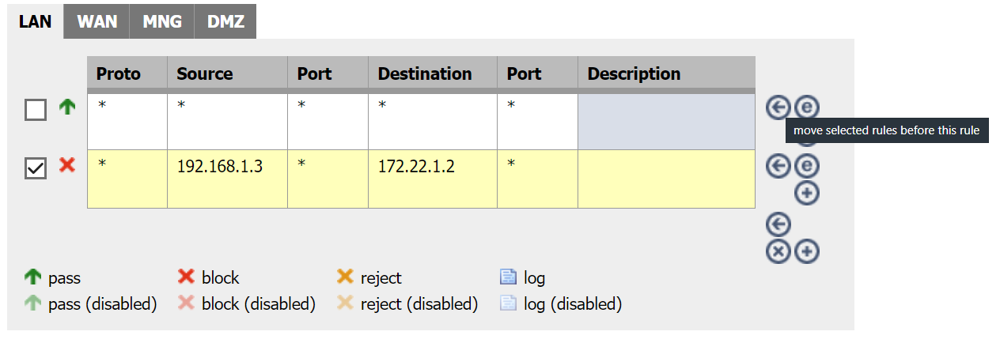 LAN WAN MNG DMZ
Proto Source Port Destination Port Description
* * * * *
move selected rules before this rule
* 192.168.1.3 * 172.22.1.2 *
pass block reject log
pass (disabled) block (disabled) reject (disabled) log (disabled)